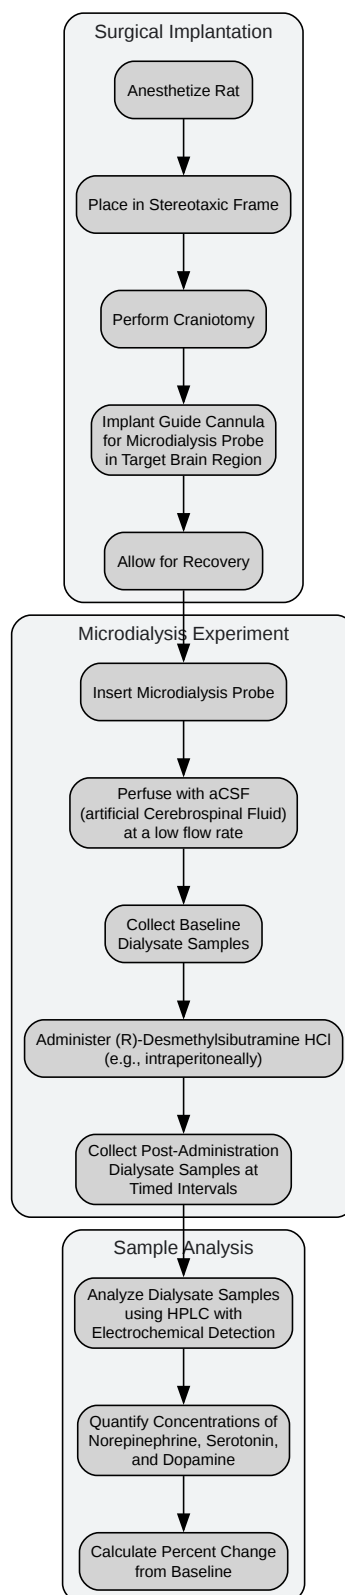 Surgical Implantation
Anesthetize Rat
Place in Stereotaxic Frame
Perform Craniotomy
Implant Guide Cannula
for Microdialysis Probe
in Target Brain Region
Allow for Recovery
Microdialysis Experiment
Insert Microdialysis Probe
Perfuse with aCSF
(artificial Cerebrospinal Fluid)
at a low flow rate
Collect Baseline
Dialysate Samples
Administer (R)-Desmethylsibutramine HCl
(e.g., intraperitoneally)
Collect Post-Administration
Dialysate Samples at
Timed Intervals
Sample Analysis
Analyze Dialysate Samples
using HPLC with
Electrochemical Detection
Quantify Concentrations of
Norepinephrine, Serotonin,
and Dopamine
Calculate Percent Change
from Baseline